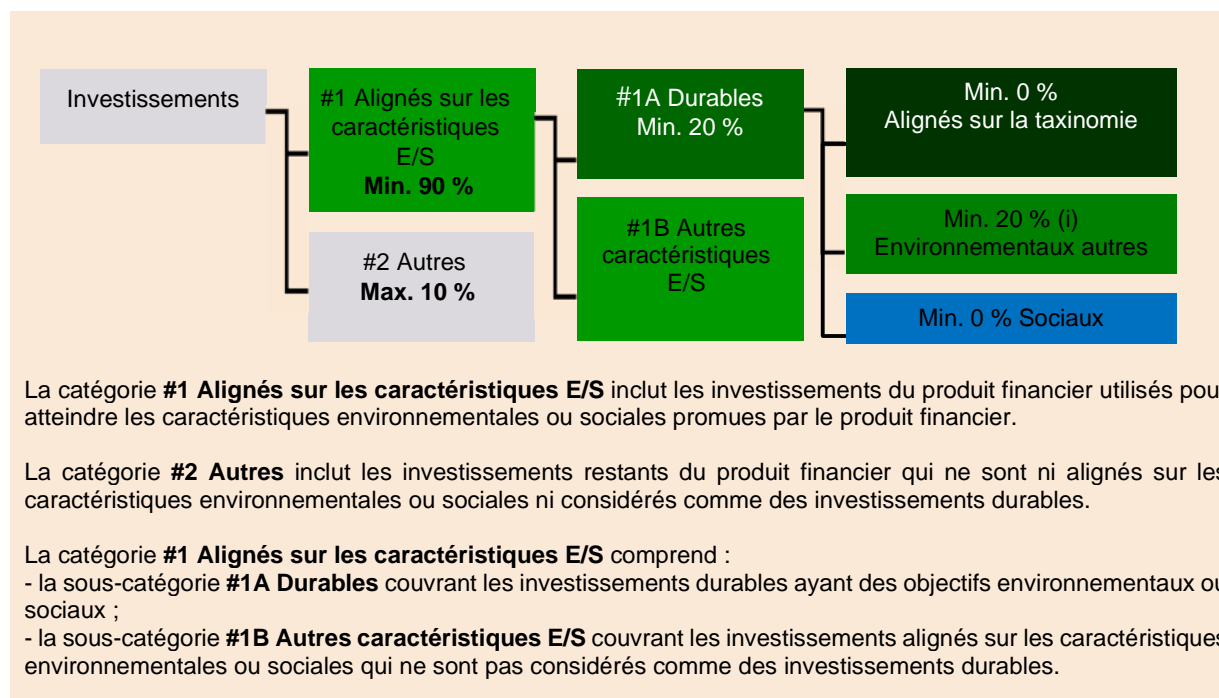 Investissements
#1 Alignés sur les
caractéristiques
E/S
Min. 90 %
#2 Autres
Max. 10 %
#1A Durables
Min. 20 %
#1B Autres
caractéristiques
E/S
Min. 0 %
Alignés sur la taxinomie
Min. 20 % (i)
Environnementaux autres
Min. 0 % Sociaux
La catégorie #1 Alignés sur les caractéristiques E/S inclut les investissements du produit financier utilisés pou
atteindre les caractéristiques environnementales ou sociales promues par le produit financier.
La catégorie #2 Autres inclut les investissements restants du produit financier qui ne sont ni alignés sur les
caractéristiques environnementales ou sociales ni considérés comme des investissements durables.
La catégorie #1 Alignés sur les caractéristiques E/S comprend :
- la sous-catégorie #1A Durables couvrant les investissements durables ayant des objectifs environnementaux ou
sociaux ;
- la sous-catégorie #1B Autres caractéristiques E/S couvrant les investissements alignés sur les caractéristiques
environnementales ou sociales qui ne sont pas considérés comme des investissements durables.